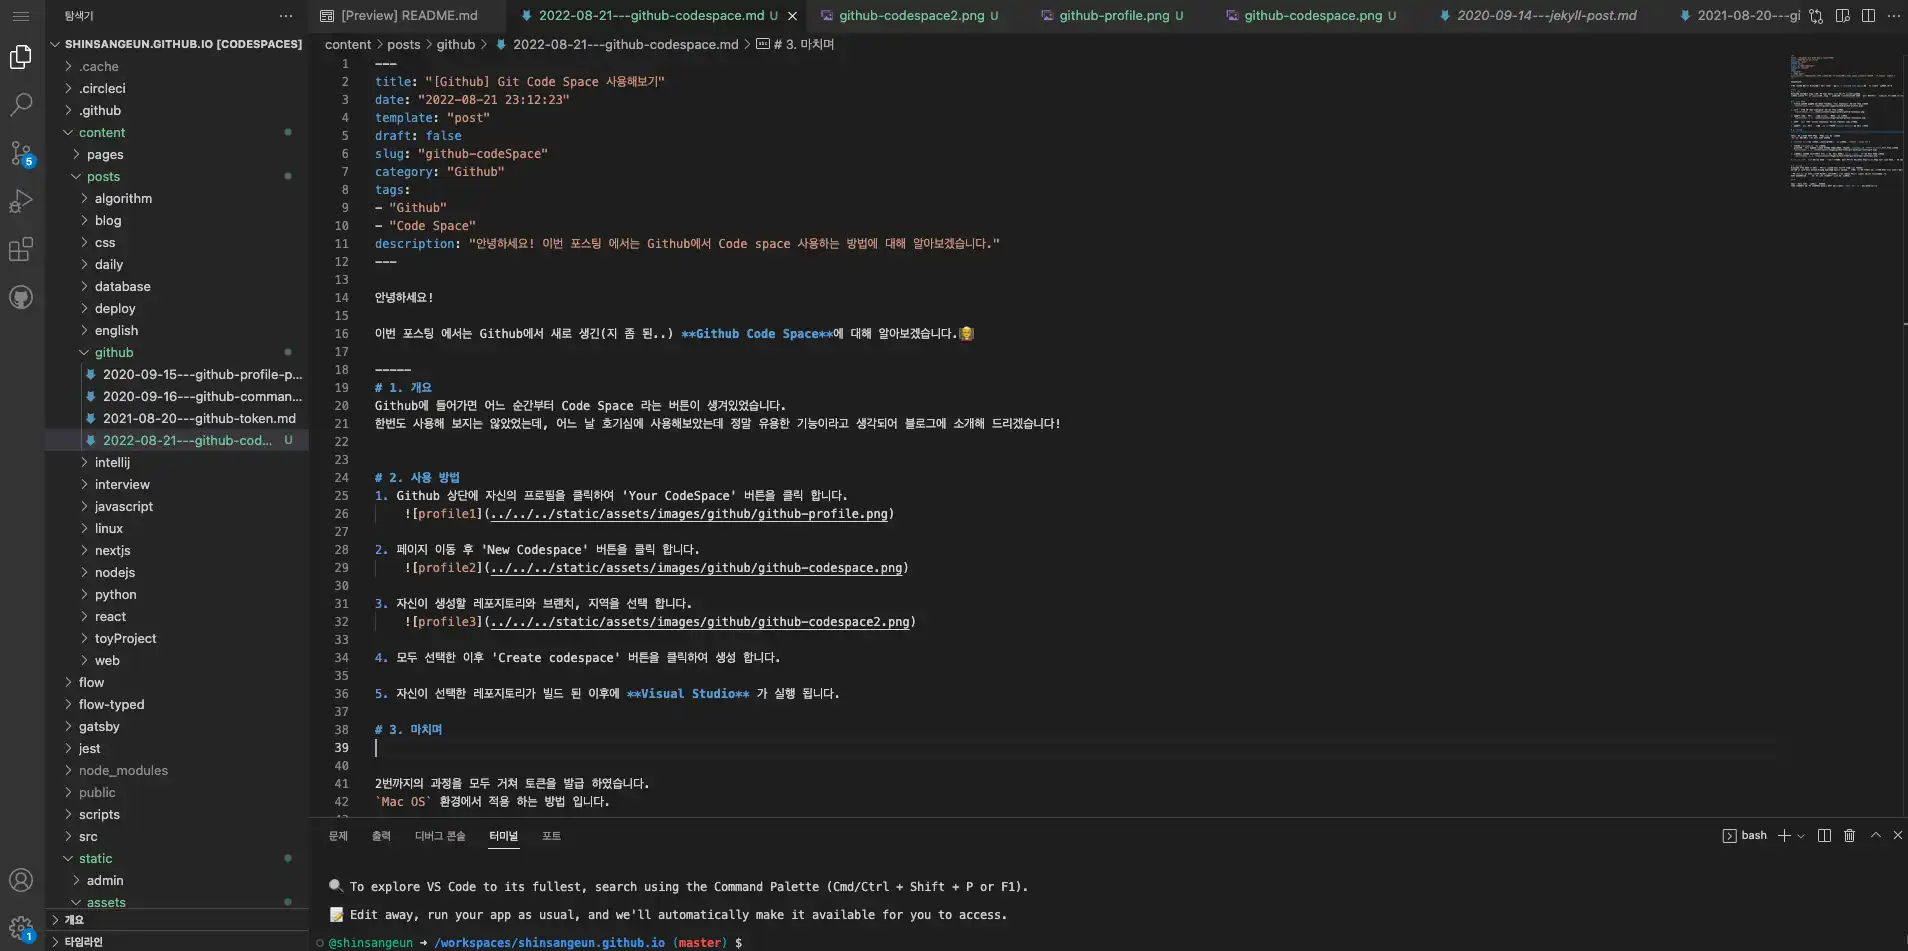 탐색기
···
[Preview] README.md
2022-08-21---github-codespace.md U
github-codespace2.png U
github-profile.png U
github-codespace.png U
2020-09-14---jekyll-post.md
2021-08-20---gi
SHINSANGEUN.GITHUB.IO [CODESPACES]
content > posts > github > 2022-08-21---github-codespace.md > # 3. 마치며
.cache
.circleci
.github
content
pages
posts
algorithm
blog
css
daily
database
deploy
english
github
2020-09-15---github-profile-p...
2020-09-16---github-comman...
2021-08-20---github-token.md
2022-08-21---github-cod... U
intellij
interview
javascript
linux
nextjs
nodejs
python
react
toyProject
web
flow
flow-typed
gatsby
jest
node_modules
public
scripts
src
static
admin
assets
개요
타임라인
5
1
1 ---
2 title: "[Github] Git Code Space 사용해보기"
3 date: "2022-08-21 23:12:23"
4 template: "post"
5 draft: false
6 slug: "github-codeSpace"
7 category: "Github"
8 tags:
9 - "Github"
10 - "Code Space"
11 description: "안녕하세요! 이번 포스팅 에서는 Github에서 Code space 사용하는 방법에 대해 알아보겠습니다."
12 ---
13
14 안녕하세요!
15
16 이번 포스팅 에서는 Github에서 새로 생긴(지 좀 된..) **Github Code Space**에 대해 알아보겠습니다.
17
18 -----
19 # 1. 개요
20 Github에 들어가면 어느 순간부터 Code Space 라는 버튼이 생겨있었습니다.
21 한번도 사용해 보지는 않았었는데, 어느 날 호기심에 사용해보았는데 정말 유용한 기능이라고 생각되어 블로그에 소개해 드리겠습니다!
22
23
24 # 2. 사용 방법
25 1. Github 상단에 자신의 프로필을 클릭하여 'Your CodeSpace' 버튼을 클릭 합니다.
26 ![profile1](../../../static/assets/images/github/github-profile.png)
27
28 2. 페이지 이동 후 'New Codespace' 버튼을 클릭 합니다.
29 ![profile2](../../../static/assets/images/github/github-codespace.png)
30
31 3. 자신이 생성할 레포지토리와 브랜치, 지역을 선택 합니다.
32 ![profile3](../../../static/assets/images/github/github-codespace2.png)
33
34 4. 모두 선택한 이후 'Create codespace' 버튼을 클릭하여 생성 합니다.
35
36 5. 자신이 선택한 레포지토리가 빌드 된 이후에 **Visual Studio** 가 실행 됩니다.
37
38 # 3. 마치며
39
40
41 2번까지의 과정을 모두 거쳐 토큰을 발급 하였습니다.
42 `Mac OS` 환경에서 적용 하는 방법 입니다.
문제 출력 디버그 콘솔 터미널 포트
bash
To explore VS Code to its fullest, search using the Command Palette (Cmd/Ctrl + Shift + P or F1).
Edit away, run your app as usual, and we'll automatically make it available for you to access.
@shinsangeun ➜ /workspaces/shinsangeun.github.io (master) $